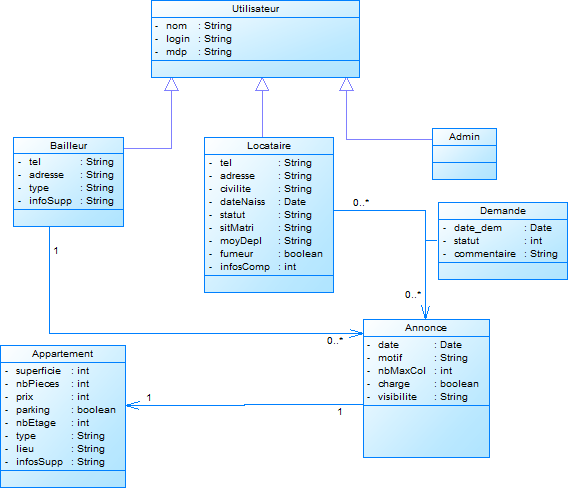 Utilisateur
- nom : String
- login : String
- mdp : String
Bailleur
- tel : String
- adresse : String
- type : String
- infoSupp : String
Locataire
- tel : String
- adresse : String
- civilite : String
- dateNaiss : Date
- statut : String
- sitMatri : String
- moyDepl : String
- fumeur : boolean
- infosComp : int
Admin
0..*
Demande
- date_dem : Date
- statut : int
- commentaire : String
1
0..*
0..*
Annonce
- date : Date
- motif : String
- nbMaxCol : int
- charge : boolean
- visibilite : String
Appartement
- superficie : int
- nbPieces : int
- prix : int
- parking : boolean
- nbEtage : int
- type : String
- lieu : String
- infosSupp : String
1
1